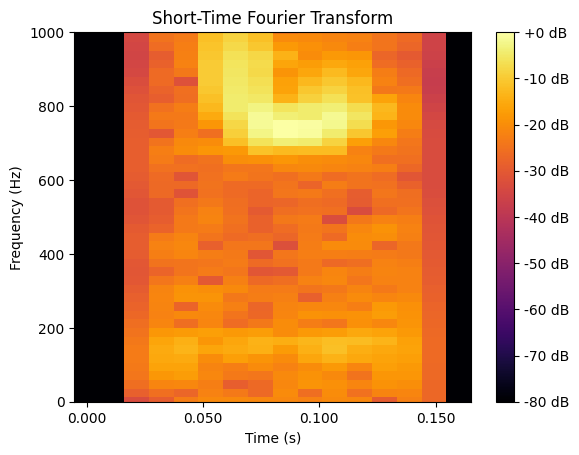 Short-Time Fourier Transform
1000
800
600
400
200
0
Frequency (Hz)
0.000
0.050
0.100
0.150
Time (s)
+0 dB
-10 dB
-20 dB
-30 dB
-40 dB
-50 dB
-60 dB
-70 dB
-80 dB